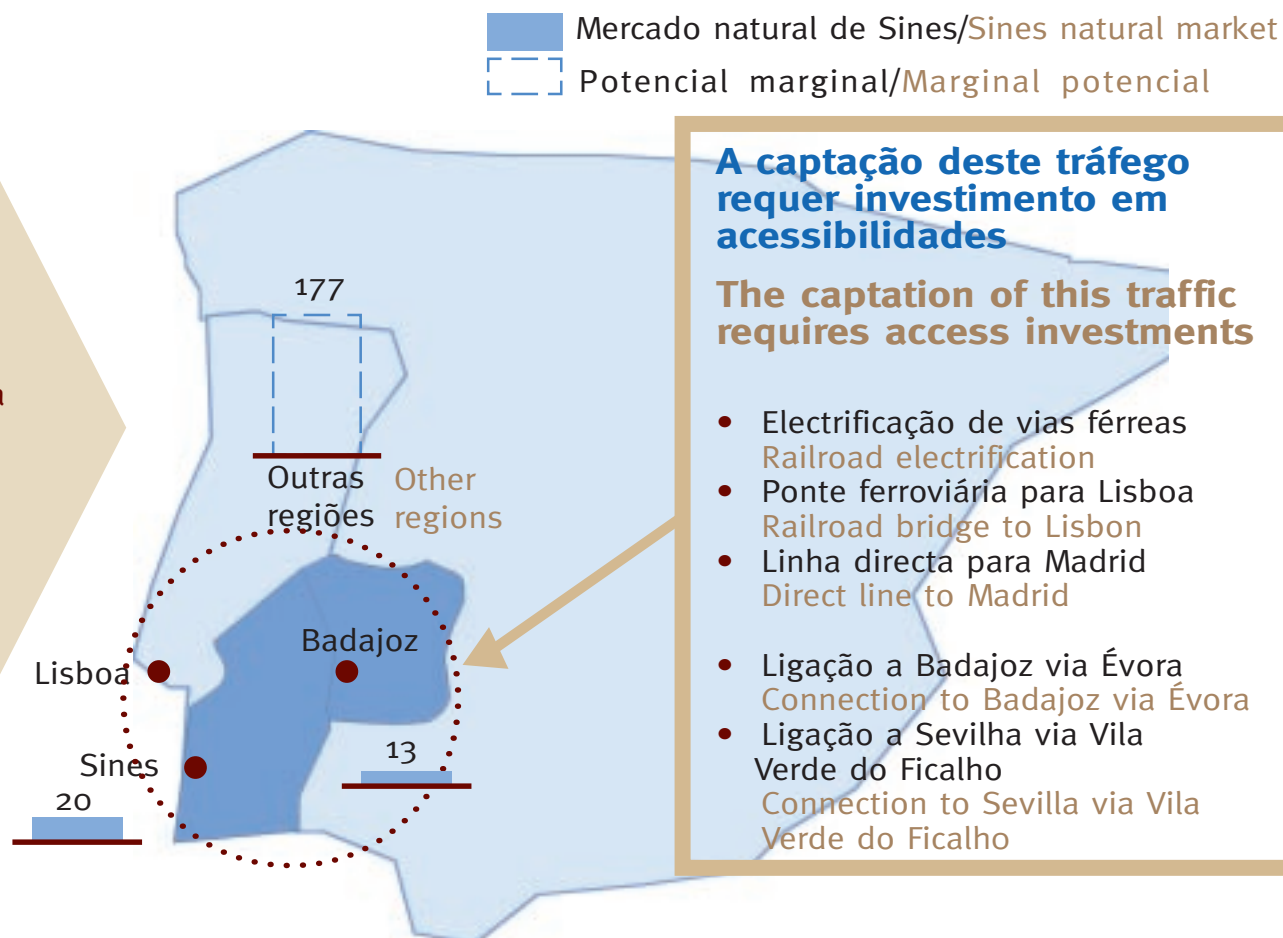 Mercado natural de Sines/Sines natural market
Potencial marginal/Marginal potencial
A captação deste tráfego
requer investimento em
acessibilidades
The captation of this traffic
requires access investments
• Electrificação de vias férreas
Railroad electrification
• Ponte ferroviária para Lisboa
Railroad bridge to Lisbon
• Linha directa para Madrid
Direct line to Madrid
• Ligação a Badajoz via Évora
Connection to Badajoz via Évora
• Ligação a Sevilha via Vila
Verde do Ficalho
Connection to Sevilla via Vila
Verde do Ficalho
177
a
Outras Other
regiões regions
Badajoz
Lisboa
Sines
13
20